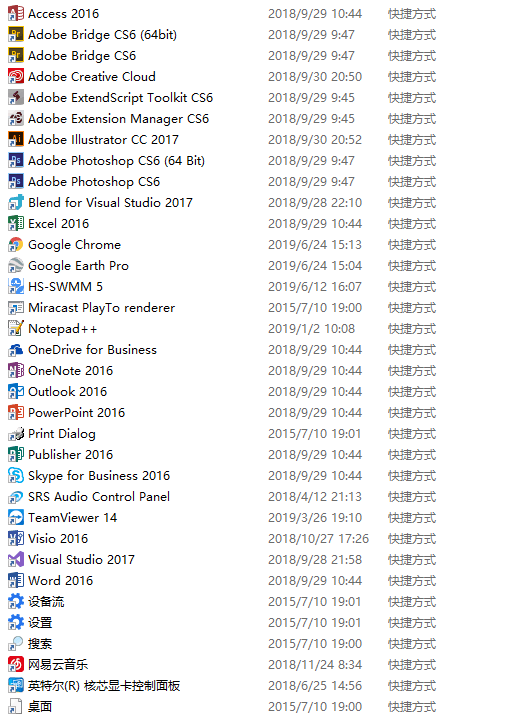 Access 2016 2018/9/29 10:44 快捷方式
Adobe Bridge CS6 (64bit) 2018/9/29 9:47 快捷方式
Adobe Bridge CS6 2018/9/29 9:47 快捷方式
Adobe Creative Cloud 2018/9/30 20:50 快捷方式
Adobe ExtendScript Toolkit CS6 2018/9/29 9:45 快捷方式
Adobe Extension Manager CS6 2018/9/29 9:45 快捷方式
Adobe Illustrator CC 2017 2018/9/30 20:52 快捷方式
Adobe Photoshop CS6 (64 Bit) 2018/9/29 9:47 快捷方式
Adobe Photoshop CS6 2018/9/29 9:47 快捷方式
Blend for Visual Studio 2017 2018/9/28 22:10 快捷方式
Excel 2016 2018/9/29 10:44 快捷方式
Google Chrome 2019/6/24 15:13 快捷方式
Google Earth Pro 2019/6/24 15:04 快捷方式
HS-SWMM 5 2019/6/12 16:07 快捷方式
Miracast PlayTo renderer 2015/7/10 19:00 快捷方式
Notepad++ 2019/1/2 10:08 快捷方式
OneDrive for Business 2018/9/29 10:44 快捷方式
OneNote 2016 2018/9/29 10:44 快捷方式
Outlook 2016 2018/9/29 10:44 快捷方式
PowerPoint 2016 2018/9/29 10:44 快捷方式
Print Dialog 2015/7/10 19:01 快捷方式
Publisher 2016 2018/9/29 10:44 快捷方式
Skype for Business 2016 2018/9/29 10:44 快捷方式
SRS Audio Control Panel 2018/4/12 21:13 快捷方式
TeamViewer 14 2019/3/26 19:10 快捷方式
Visio 2016 2018/10/27 17:26 快捷方式
Visual Studio 2017 2018/9/28 21:58 快捷方式
Word 2016 2018/9/29 10:44 快捷方式
设备流 2015/7/10 19:01 快捷方式
设置 2015/7/10 19:01 快捷方式
搜索 2015/7/10 19:00 快捷方式
网易云音乐 2018/11/24 8:34 快捷方式
英特尔(R) 核芯显卡控制面板 2018/6/25 14:56 快捷方式
桌面 2015/7/10 19:00 快捷方式